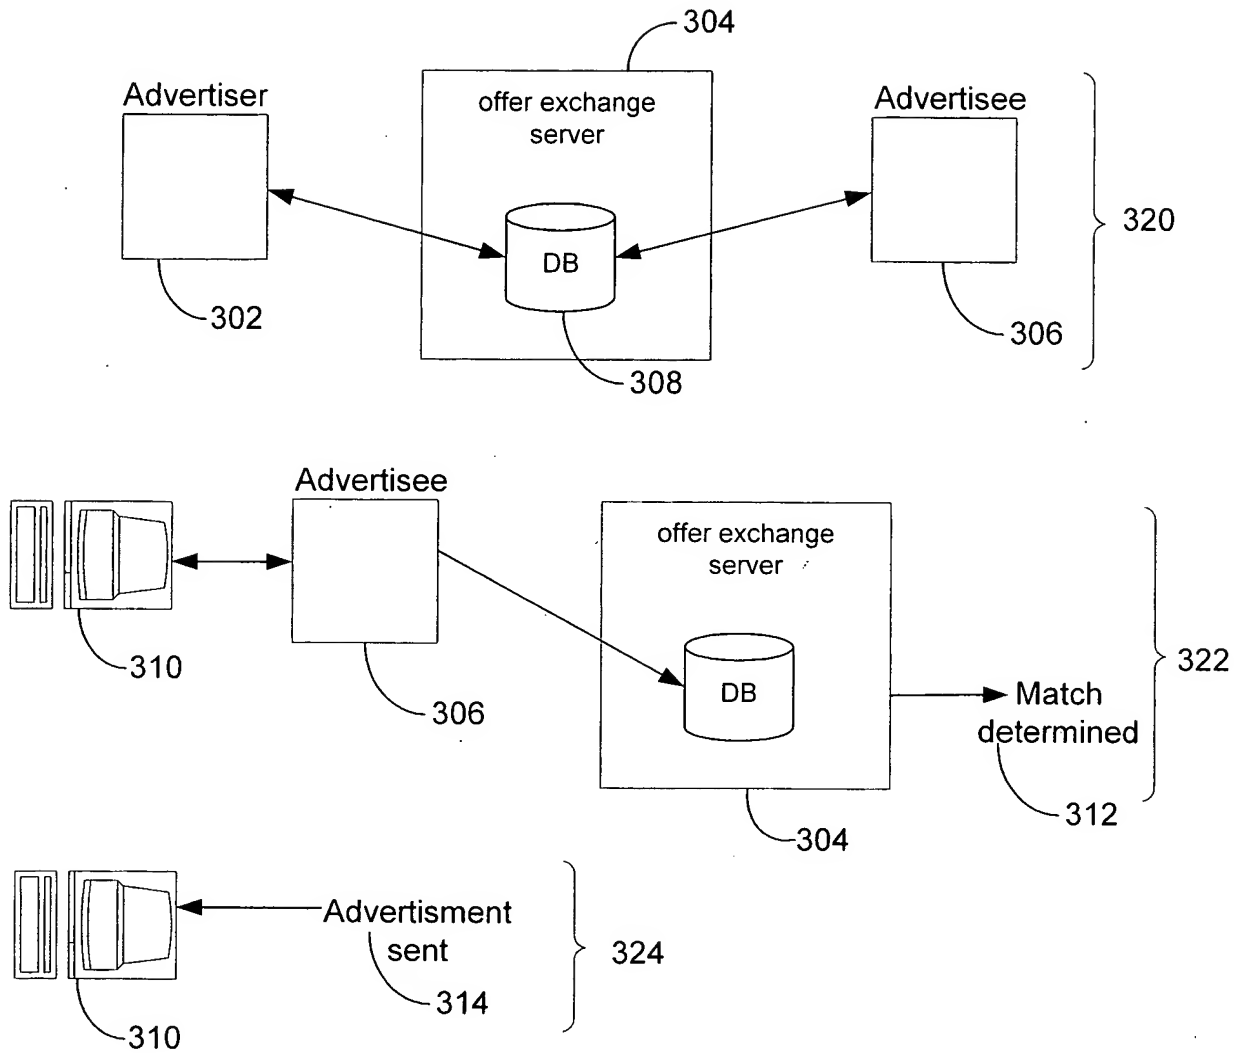 304
Advertiser
offer exchange
server
Advertisee
DB
320
302
306
308
Advertisee
offer exchange
server
310
DB
322
306
Match
determined
312
304
Advertisment
sent
324
314
310